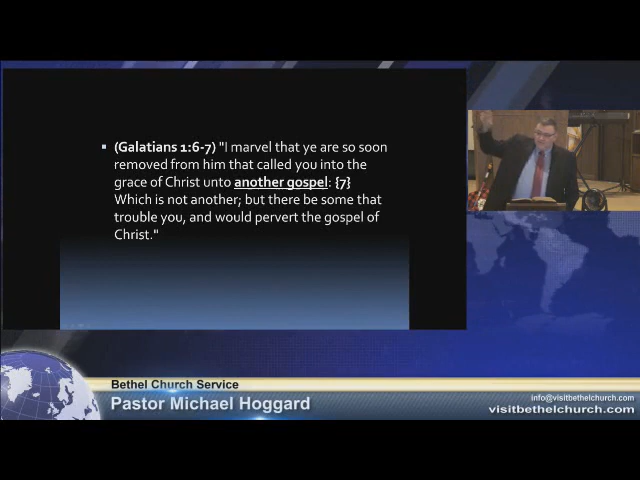 (Galatians 1:6-7) "I marvel that ye are so soon
removed from him that called you into the
grace of Christ unto another gospel: {7}
Which is not another; but there be some that
trouble you, and would pervert the gospel of
Christ."
Bethel Church Service
Pastor Michael Hoggard
info@visitbethelchurch.com
visitbethelchurch.com